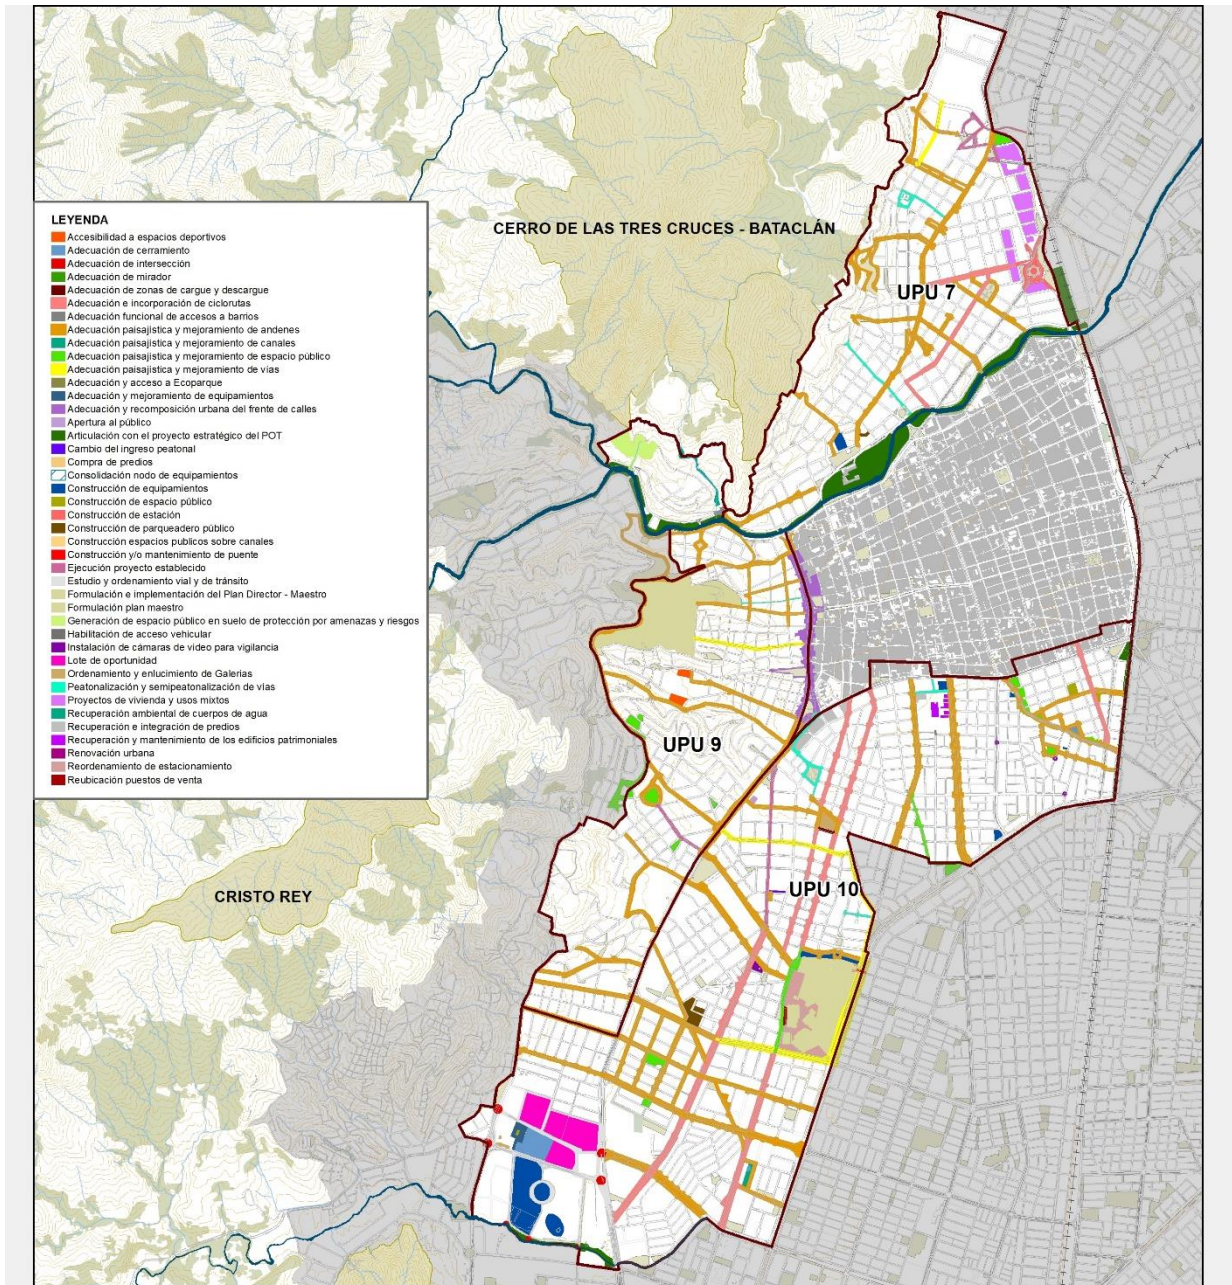 CERRO DE LAS TRES CRUCES - BATACLÁN
UPU 7
LEYENDA
Accesibilidad a espacios deportivos
Adecuación de cerramiento
Adecuación de intersección
Adecuación de mirador
Adecuación de zonas de cargue y descargue
Adecuación e incorporación de ciclorutas
Adecuación funcional de accesos a barrios
Adecuación paisajística y mejoramiento de andenes
Adecuación paisajística y mejoramiento de canales
Adecuación paisajística y mejoramiento de espacio público
Adecuación paisajística y mejoramiento de vías
Adecuación y acceso a Ecoparque
Adecuación y mejoramiento de equipamientos
Adecuación y recomposición urbana del frente de calles
Apertura al público
Articulación con el proyecto estratégico del POT
Cambio del ingreso peatonal
Compra de predios
Consolidación nodo de equipamientos
Construcción de equipamientos
Construcción de espacio público
Construcción de estación
Construcción de parqueadero público
Construcción espacios publicos sobre canales
Construcción y/o mantenimiento de puente
Ejecución proyecto establecido
Estudio y ordenamiento vial y de tránsito
Formulación e implementación del Plan Director - Maestro
Formulación plan maestro
Generación de espacio público en suelo de protección por amenazas y riesgos
Habilitación de acceso vehicular
Instalación de cámaras de video para vigilancia
Lote de oportunidad
Ordenamiento y enlucimiento de Galerias
Peatonalización y semipeatonalización de vías
Proyectos de vivienda y usos mixtos
Recuperación ambiental de cuerpos de agua
Recuperación e integración de predios
Recuperación y mantenimiento de los edificios patrimoniales
Renovación urbana
Reordenamiento de estacionamiento
Reubicación puestos de venta
UPU 9
UPU 10
CRISTO REY